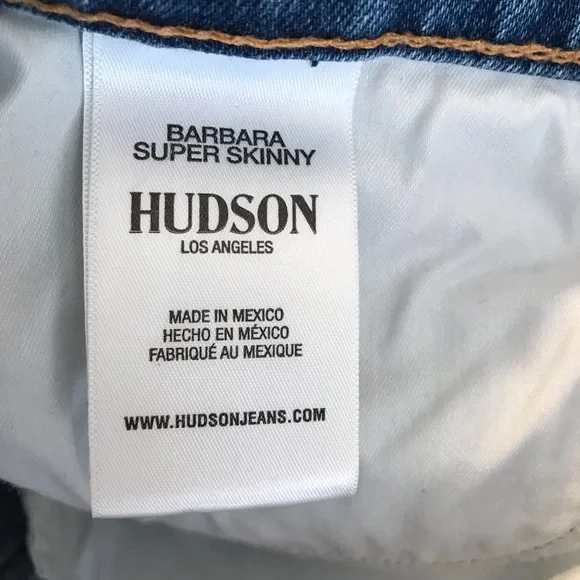 BARBARA
SUPER SKINNY
HUDSON
LOS ANGELES
MADE IN MEXICO
HECHO EN MÉXICO
FABRIQUÉ AU MEXIQUE
WWW.HUDSONJEANS.COM